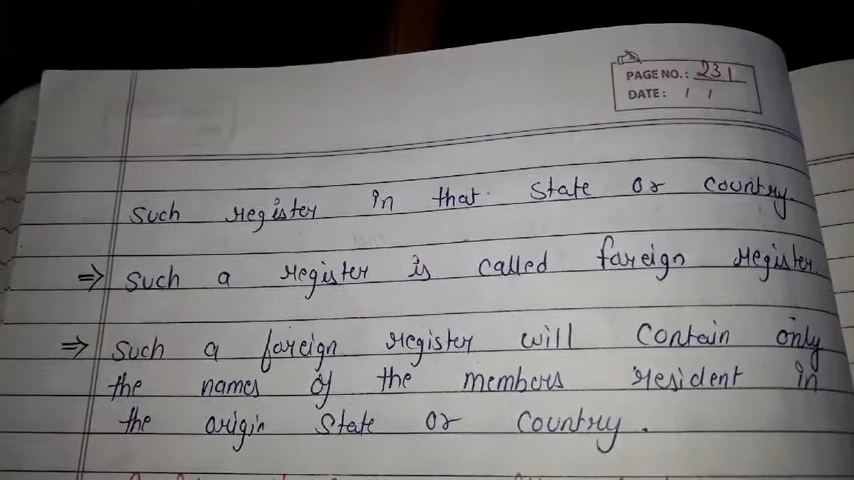 PAGE NO.: 231
DATE: / /
such register in that state or country.
⇒ such a register is called foreign register.
⇒ such a foreign register will contain only
the names of the members resident in
the origin state or country.